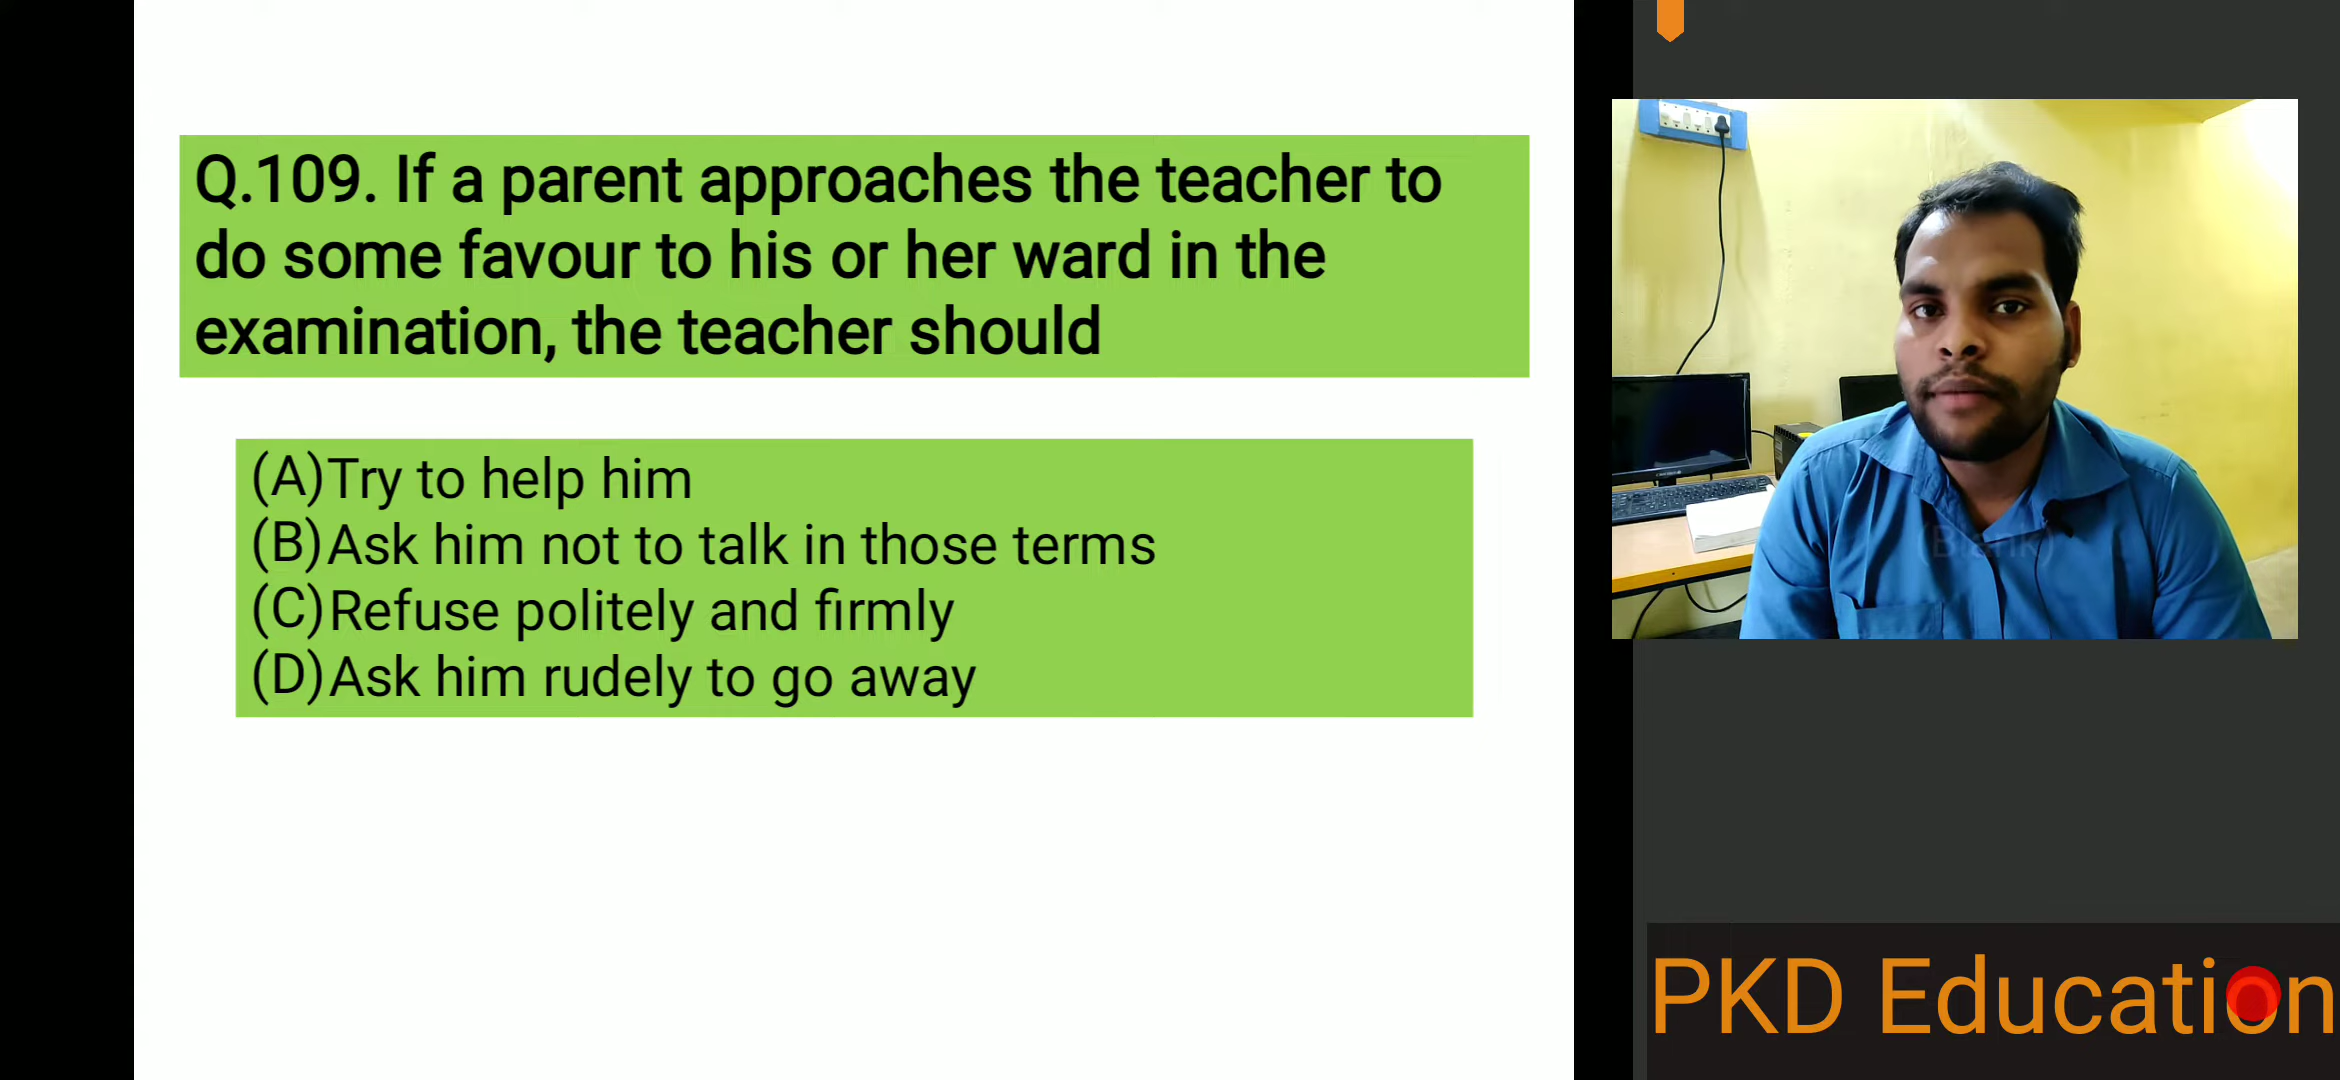 Q.109. If a parent approaches the teacher to
do some favour to his or her ward in the
examination, the teacher should
(A)Try to help him
(B)Ask him not to talk in those terms
(C)Refuse politely and firmly
(D)Ask him rudely to go away
(Blank)
PKD Education